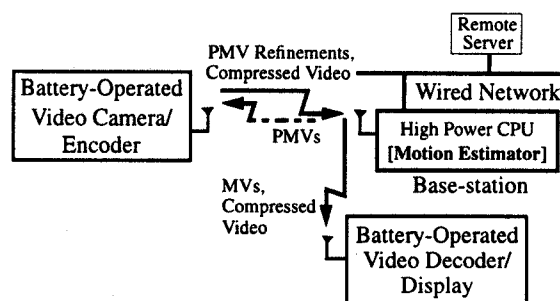 Remote
Server
PMV Refinements,
Compressed Video
Battery-Operated
Video Camera/
Encoder
Wired Network
PMVs
High Power CPU
[Motion Estimator]
Base-station
MVs,
Compressed
Video
Battery-Operated
Video Decoder/
Display